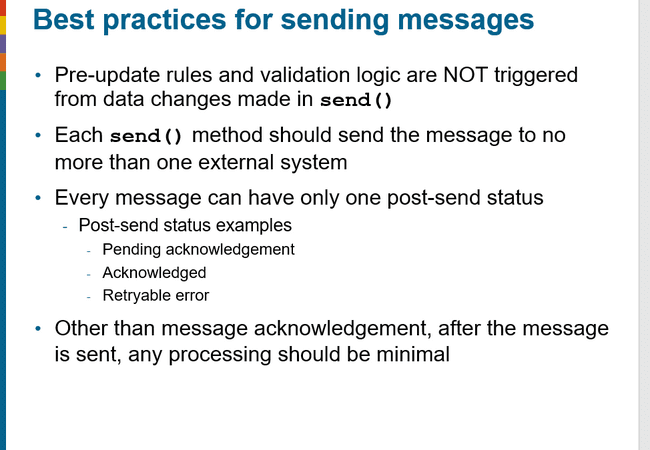 Best practices for sending messages
• Pre-update rules and validation logic are NOT triggered
from data changes made in send()
• Each send() method should send the message to no
more than one external system
• Every message can have only one post-send status
- Post-send status examples
- Pending acknowledgement
- Acknowledged
- Retryable error
• Other than message acknowledgement, after the message
is sent, any processing should be minimal